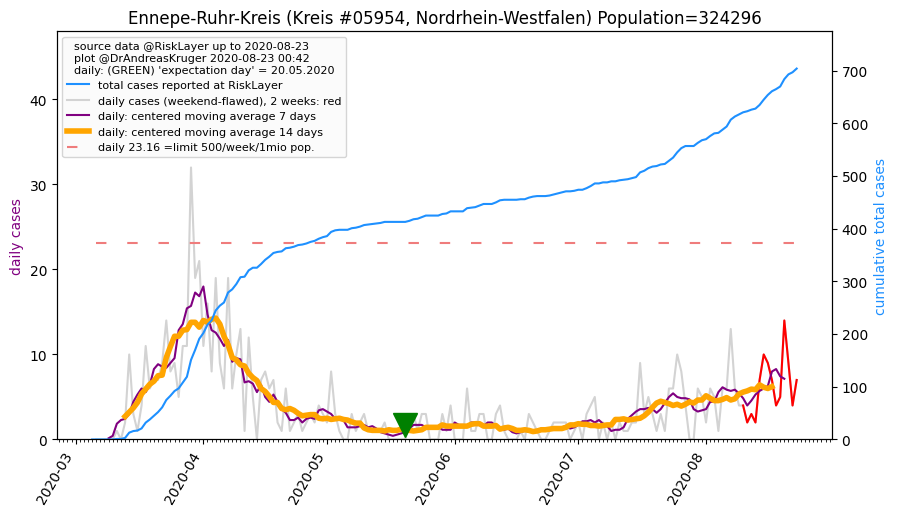 Ennepe-Ruhr-Kreis (Kreis #05954, Nordrhein-Westfalen) Population=324296
source data @RiskLayer up to 2020-08-23
plot @DrAndreasKruger 2020-08-23 00:42
daily: (GREEN) 'expectation day' = 20.05.2020
total cases reported at RiskLayer
daily cases (weekend-flawed), 2 weeks: red
daily: centered moving average 7 days
daily: centered moving average 14 days
daily 23.16 =limit 500/week/1mio pop.
daily cases
40
30
20
10
0
cumulative total cases
700
600
500
400
300
200
100
0
2020-03
2020-04
2020-05
2020-06
2020-07
2020-08